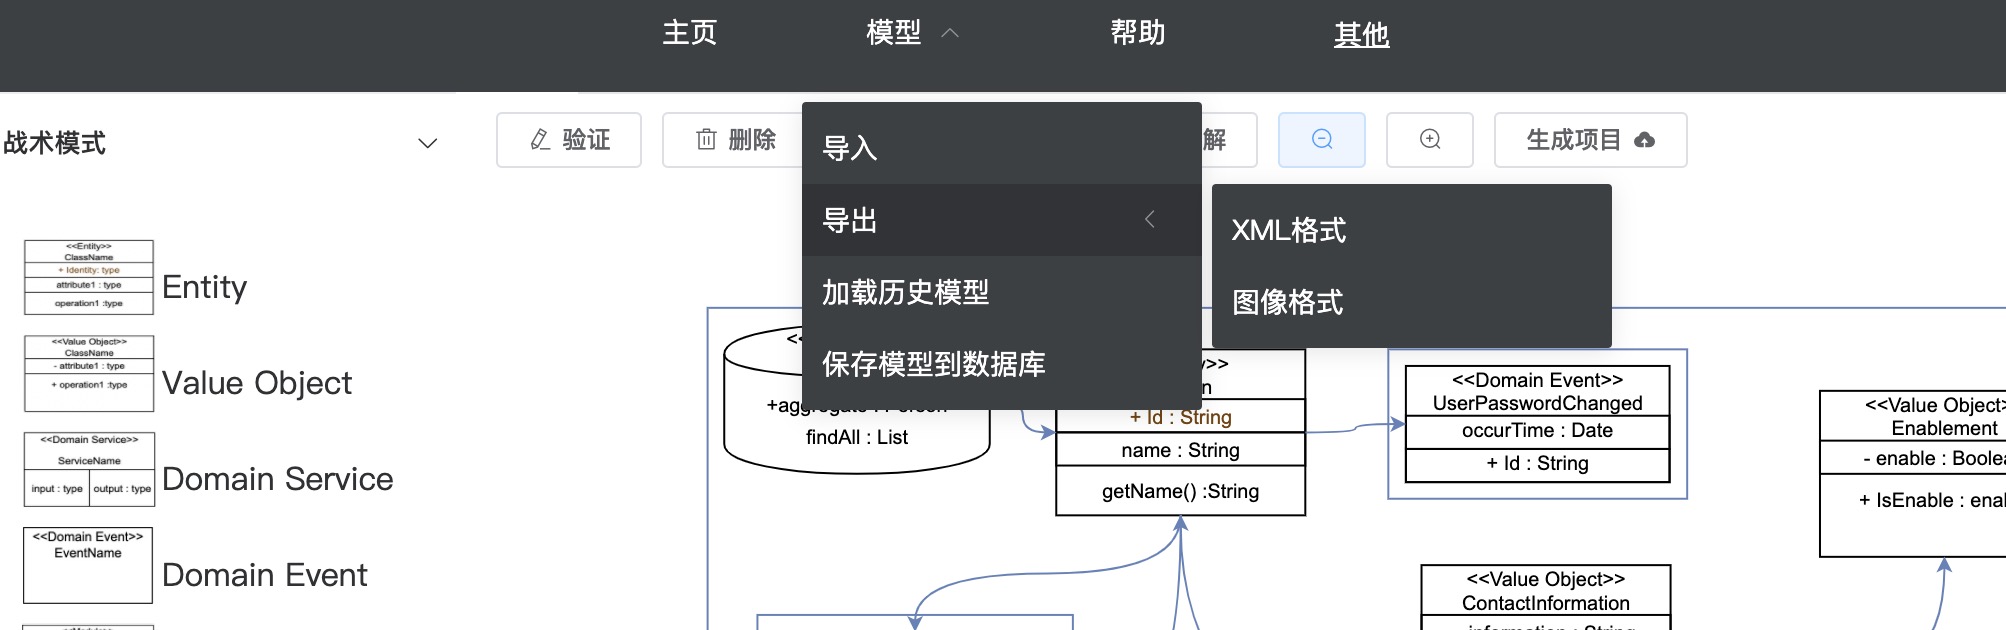 主页
模型
帮助
其他
战术模式
验证
删除
解
生成项目
导入
导出
加载历史模型
保存模型到数据库
XML格式
图像格式
<<Entity>>
ClassName
+ Identity: type
attribute1 : type
operation1 :type
Entity
<<Value Object>>
ClassName
- attribute1 : type
+ operation1 :type
Value Object
<<Domain Service>>
ServiceName
input : type
output : type
Domain Service
<<Domain Event>>
EventName
Domain Event
<<
+aggregate : Person
findAll : List
y>>
n
+ Id : String
name : String
getName() :String
<<Domain Event>>
UserPasswordChanged
occurTime : Date
+ Id : String
<<Value Object>
Enablement
- enable : Boolea
+ IsEnable : enal
<<Value Object>>
ContactInformation
information : String